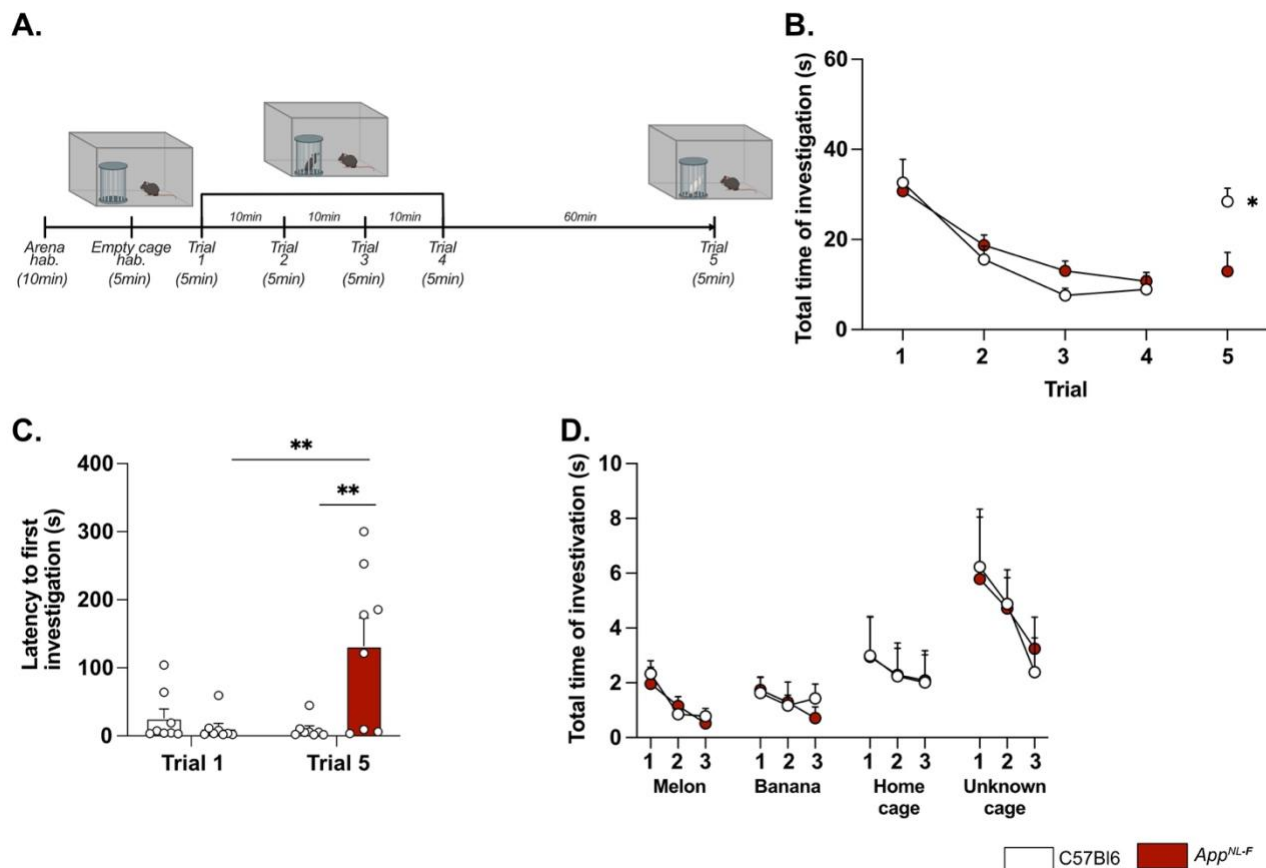 A.
10min 10min 10min 60min
Arena hab. (10min)
Empty cage hab. (5min)
Trial 1 (5min)
Trial 2 (5min)
Trial 3 (5min)
Trial 4 (5min)
Trial 5 (5min)
B.
Total time of investigation (s)
60
40
20
0
1 2 3 4 5
Trial
*
C.
Latency to first
investigation (s)
400
300
200
100
0
**
**
Trial 1 Trial 5
D.
Total time of investivation (s)
10
8
6
4
2
0
1 2 3 1 2 3 1 2 3 1 2 3
Melon Banana Home cage Unknown cage
C57Bl6 App^NL-F